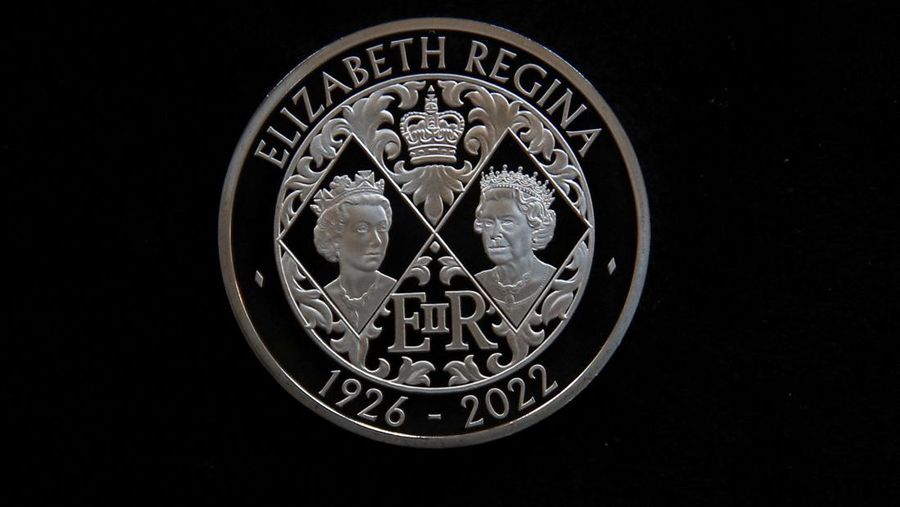 ELIZABETH REGINA
EIIR
1926 - 2022